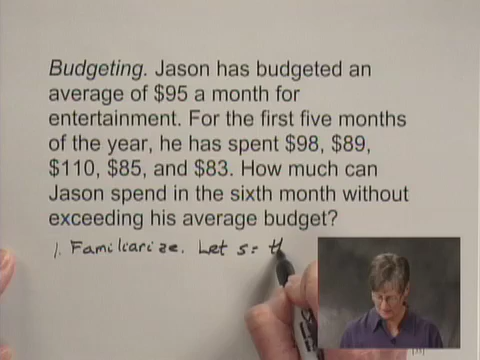 Budgeting. Jason has budgeted an
average of $95 a month for
entertainment. For the first five months
of the year, he has spent $98, $89,
$110, $85, and $83. How much can
Jason spend in the sixth month without
exceeding his average budget?
1. Familiarize. Let s = th